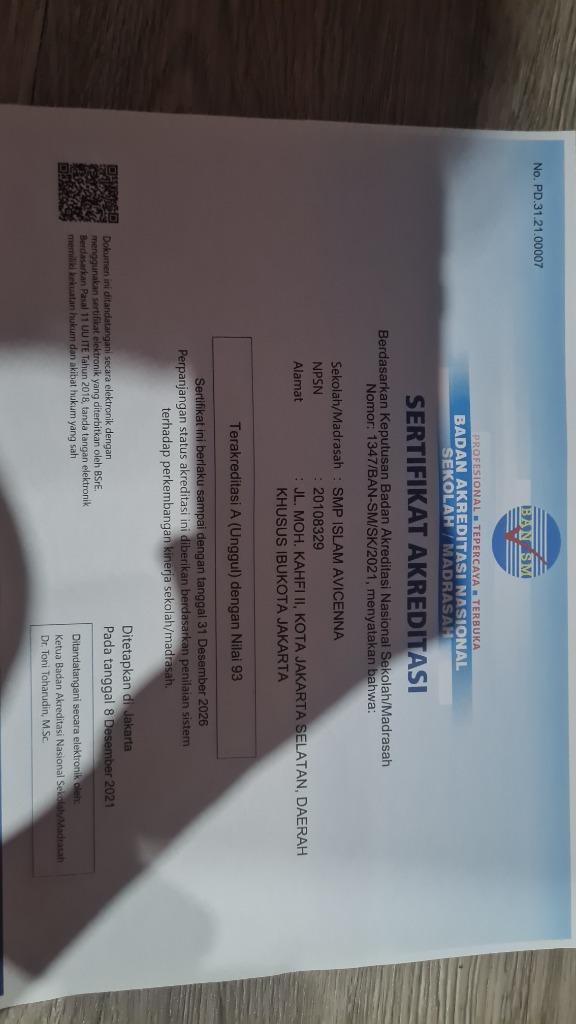 No. PD.31.21.00007
BAN-SM
PROFESIONAL ■ TEPERCAYA ■ TERBUKA
BADAN AKREDITASI NASIONAL
SEKOLAH / MADRASAH
SERTIFIKAT AKREDITASI
Berdasarkan Keputusan Badan Akreditasi Nasional Sekolah/Madrasah
Nomor: 1347/BAN-SM/SK/2021, menyatakan bahwa:
Sekolah/Madrasah : SMP ISLAM AVICENNA
NPSN : 20108329
Alamat : JL. MOH. KAHFI II, KOTA JAKARTA SELATAN, DAERAH
KHUSUS IBUKOTA JAKARTA
Terakreditasi A (Unggul) dengan Nilai 93
Sertifikat ini berlaku sampai dengan tanggal 31 Desember 2026
Perpanjangan status akreditasi ini diberikan berdasarkan penilaian sistem
terhadap perkembangan kinerja sekolah/madrasah.
Ditetapkan di Jakarta
Pada tanggal 8 Desember 2021
Dokumen ini ditandatangani secara elektronik dengan
menggunakan sertifikat elektronik yang diterbitkan oleh BSrE.
Berdasarkan Pasal 11 UU ITE Tahun 2018, tanda tangan elektronik
memiliki kekuatan hukum dan akibat hukum yang sah
Ditandatangani secara elektronik oleh:
Ketua Badan Akreditasi Nasional Sekolah/Madrasah
Dr. Toni Toharudin, M.Sc.